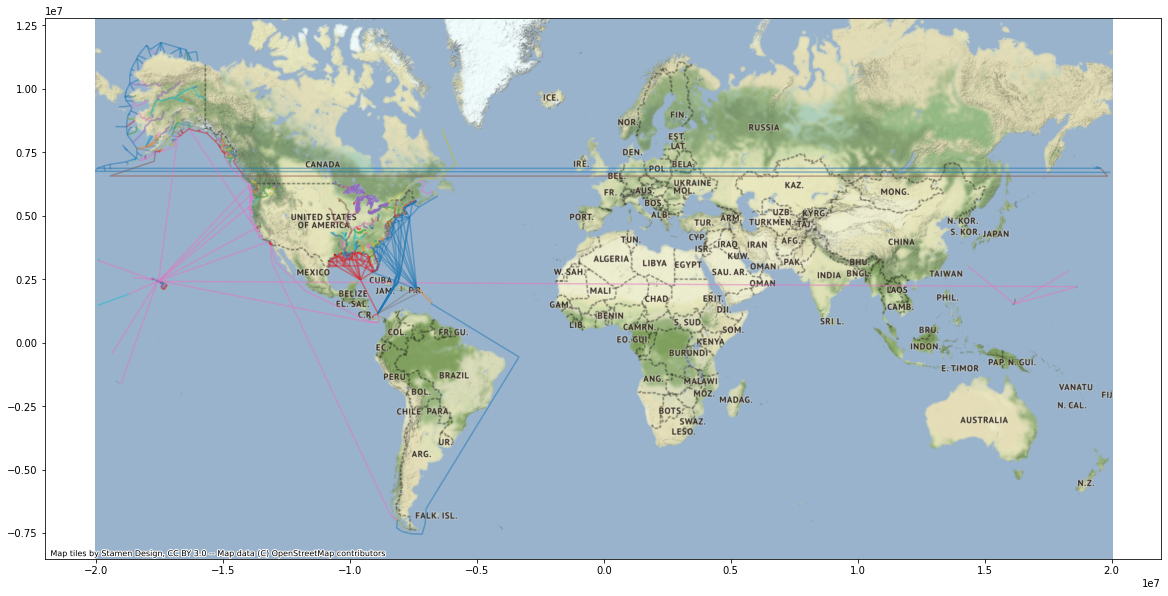 1e7
1.25
1.00
0.75
0.50
0.25
0.00
−0.25
−0.50
−0.75
ICE.
NOR.
FIN.
RUSSIA
EST.
LAT.
DEN.
IRE.
BELA.
POL.
BEL.
CANADA
UKRAINE
KAZ.
MONG.
FR.
AUS.
MOL.
BOS.
ALB.
UNITED STATES
OF AMERICA
PORT.
TUR.
ARM.
UZB.
KYRG.
TURKMEN.
TAJ.
N. KOR.
S. KOR.
JAPAN
CYP.
ISR.
IRAQ
IRAN
AFG.
CHINA
TUN.
ALGERIA
LIBYA
EGYPT
KUW.
PAK.
BHU.
BNGL.
TAIWAN
MEXICO
CUBA
W. SAH.
SAU. AR.
OMAN
OMAN
INDIA
JAM.
P.R.
BELIZE
EL. SAL.
MALI
CHAD
ERIT.
DJI.
LAOS
CAMB.
PHIL.
GAM.
C.R.
BENIN
LIB.
CAMRN.
S. SUD.
SOM.
SRI L.
COL.
FR. GU.
EO. GUI.
KENYA
BRU.
EC.
BURUNDI
INDON.
PERU
BRAZIL
ANG.
MALAWI
E. TIMOR
PAP. N. GUI.
BOL.
MOZ.
MADAG.
VANATU
FIJ
CHILE
PARA.
BOTS.
SWAZ.
LESO.
N. CAL.
AUSTRALIA
UR.
ARG.
FALK. ISL.
N.Z.
Map tiles by Stamen Design, CC BY 3.0 -- Map data (C) OpenStreetMap contributors
−2.0
−1.5
−1.0
−0.5
0.0
0.5
1.0
1.5
2.0
1e7